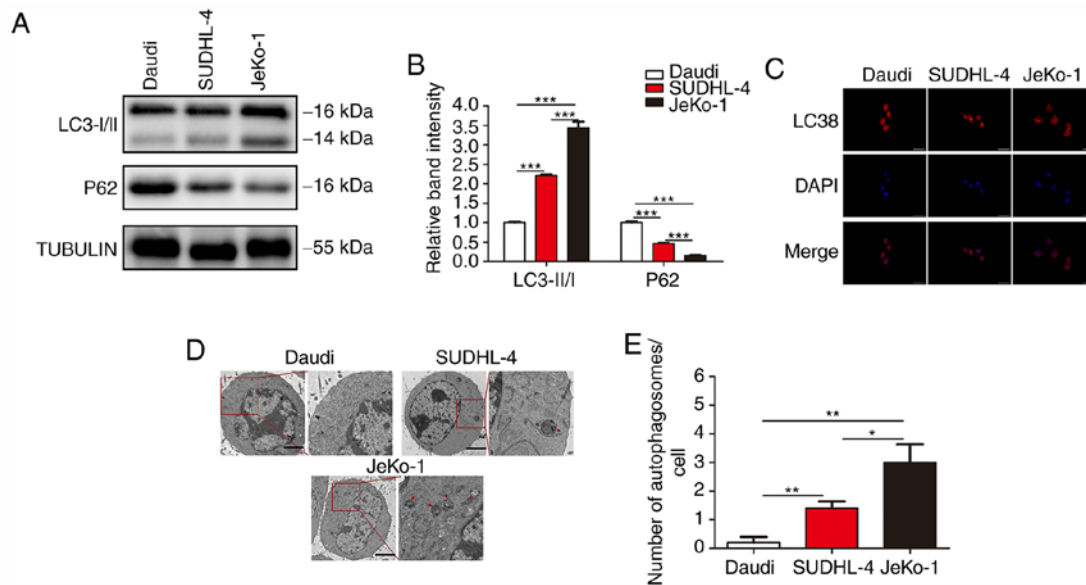 A
Daudi
SUDHL-4
JeKo-1
LC3-I/II
–16 kDa
–14 kDa
P62
–16 kDa
TUBULIN
–55 kDa
B
Daudi
SUDHL-4
JeKo-1
Relative band intensity
4.0
3.5
3.0
2.5
2.0
1.5
1.0
0.5
0.0
***
***
***
***
***
***
LC3-II/I
P62
C
Daudi
SUDHL-4
JeKo-1
LC38
DAPI
Merge
D
Daudi
SUDHL-4
JeKo-1
E
Number of autophagosomes/
cell
6
5
4
3
2
1
0
**
*
**
Daudi
SUDHL-4
JeKo-1